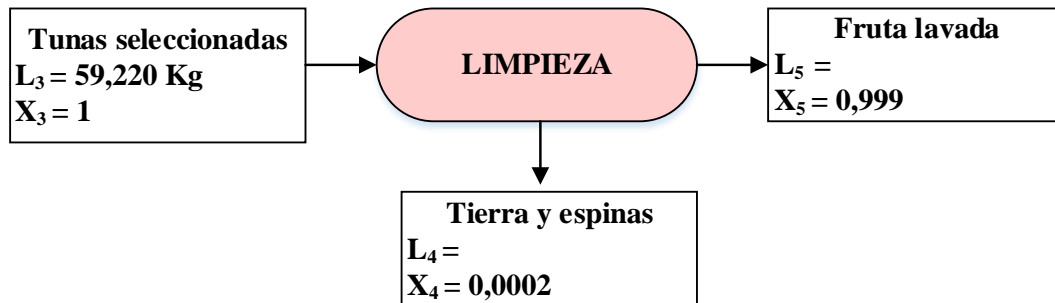 Tunas seleccionadas
L₃ = 59,220 Kg
X₃ = 1
LIMPIEZA
Fruta lavada
L₅ =
X₅ = 0,999
Tierra y espinas
L₄ =
X₄ = 0,0002